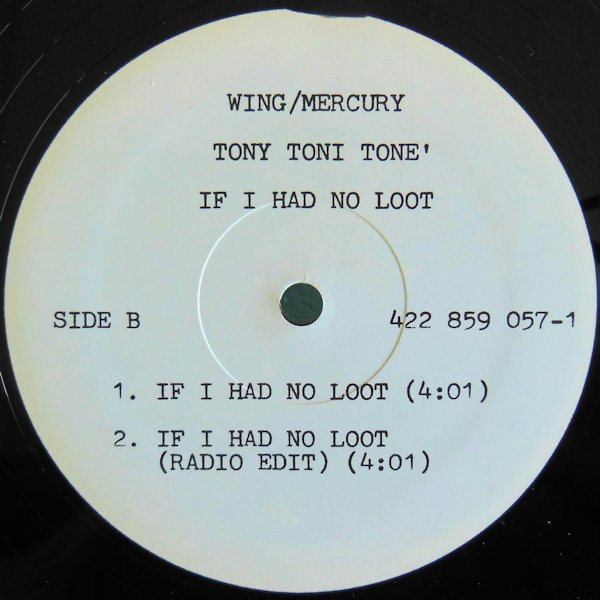 WING/MERCURY
TONY TONI TONE'
IF I HAD NO LOOT
SIDE B 422 859 057-1
1. IF I HAD NO LOOT (4:01)
2. IF I HAD NO LOOT
(RADIO EDIT) (4:01)